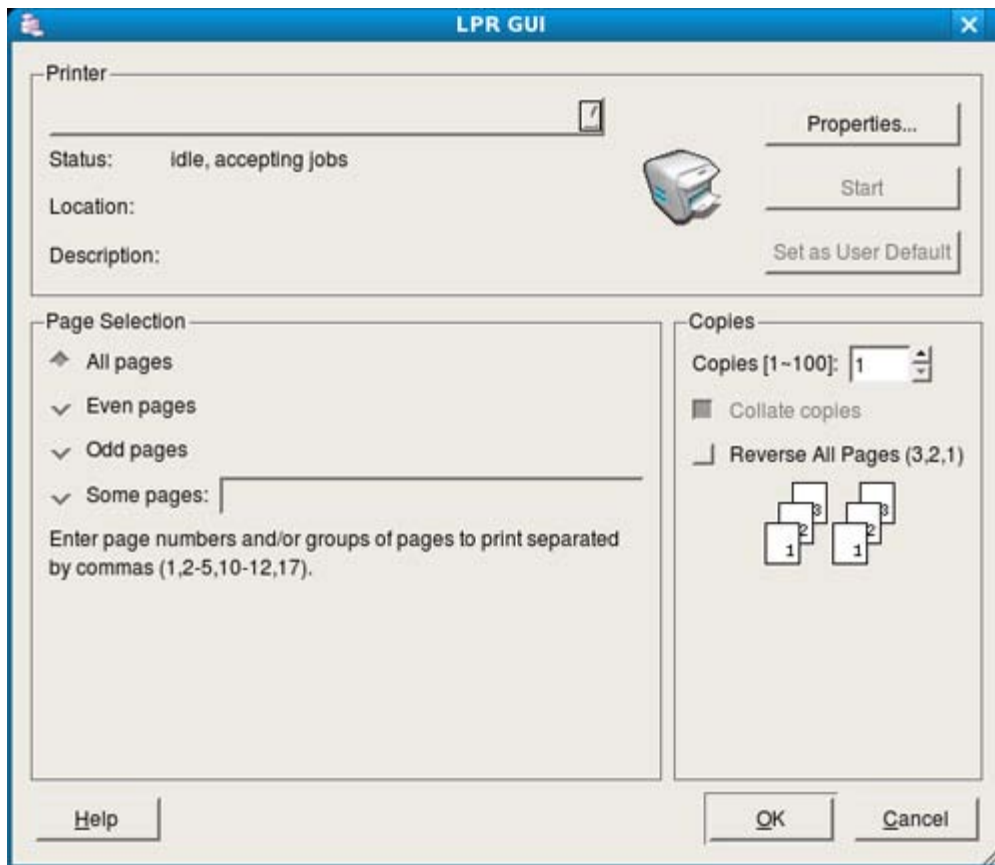 LPR GUI
Printer
Properties...
Status: idle, accepting jobs
Start
Location:
Set as User Default
Description:
Page Selection
All pages
Even pages
Odd pages
Some pages:
Enter page numbers and/or groups of pages to print separated
by commas (1,2-5,10-12,17).
Copies
Copies [1~100]: 1
Collate copies
Reverse All Pages (3,2,1)
3 3
2 2
1 1
Help
OK
Cancel